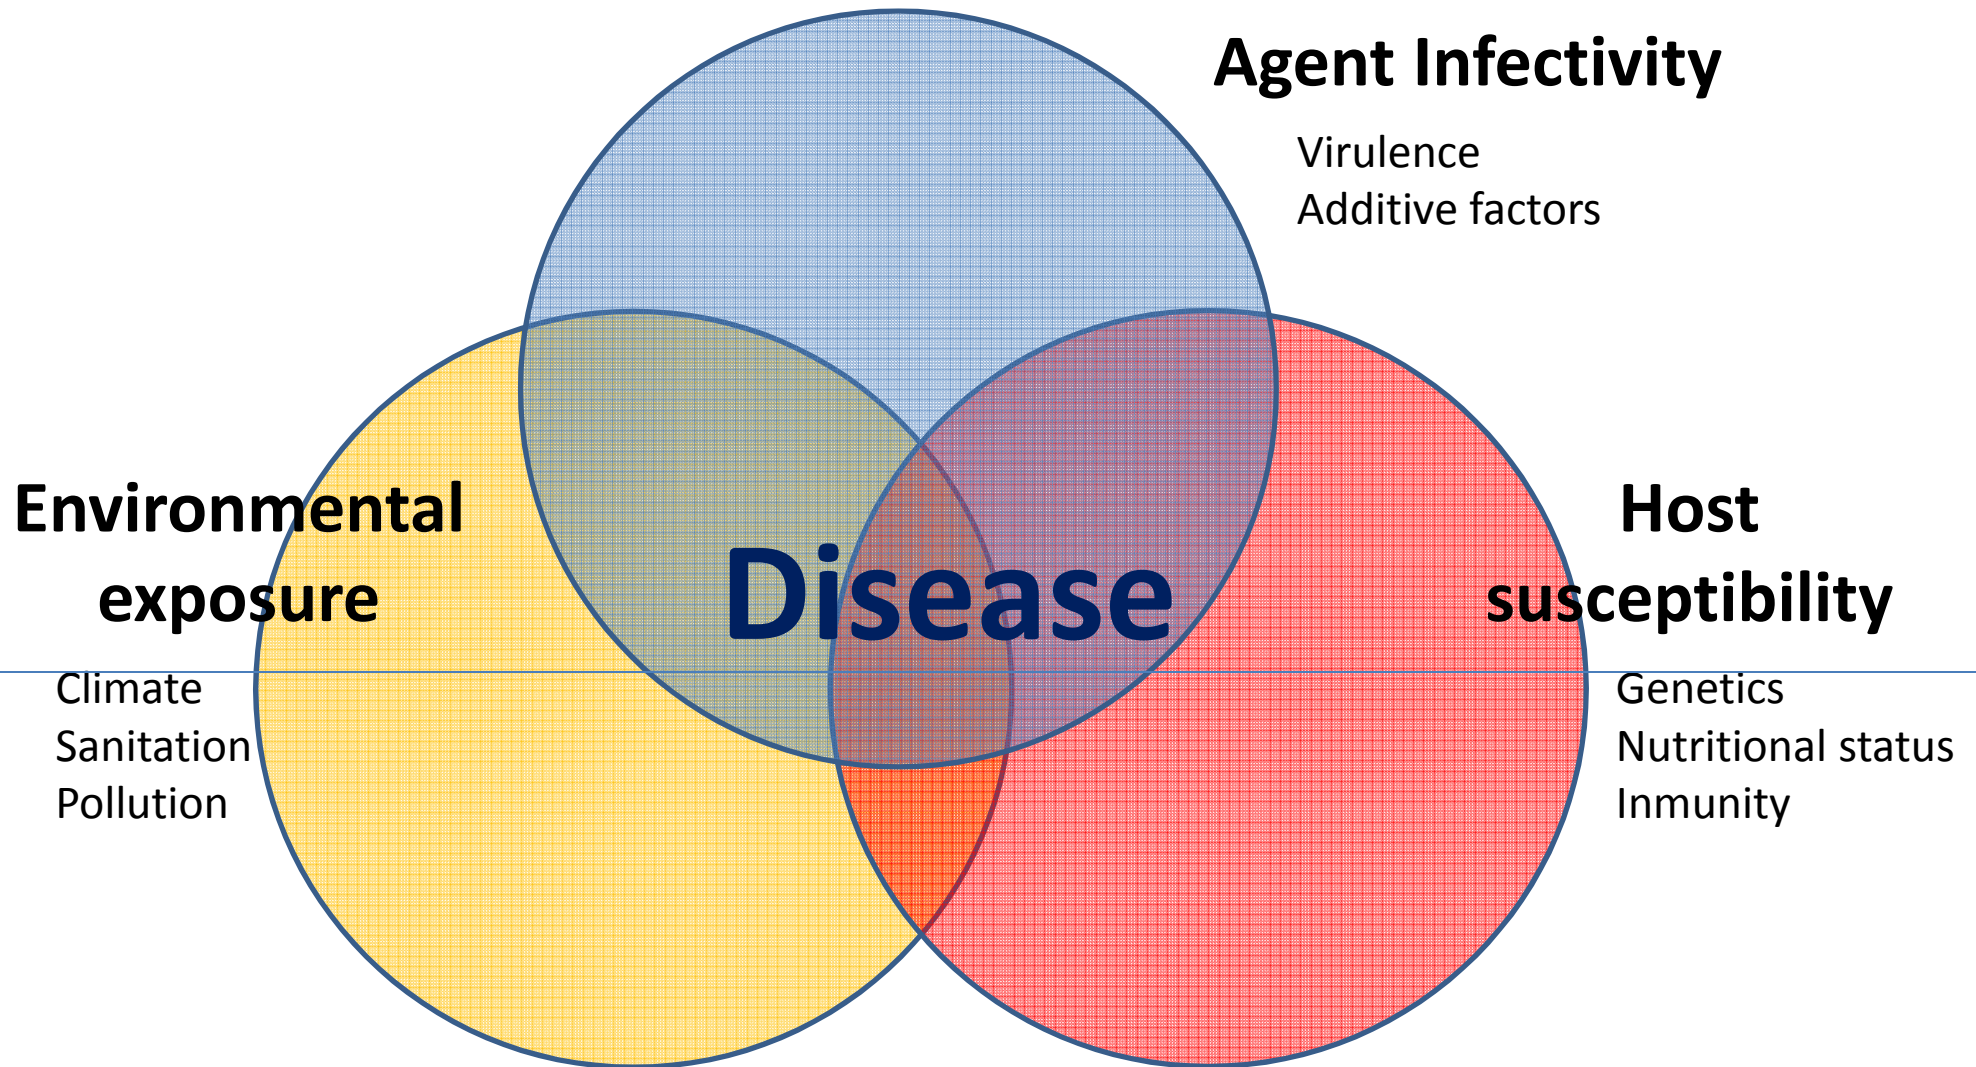 Agent Infectivity
Virulence
Additive factors
Environmental
exposure
Climate
Sanitation
Pollution
Disease
Host
susceptibility
Genetics
Nutritional status
Inmunity